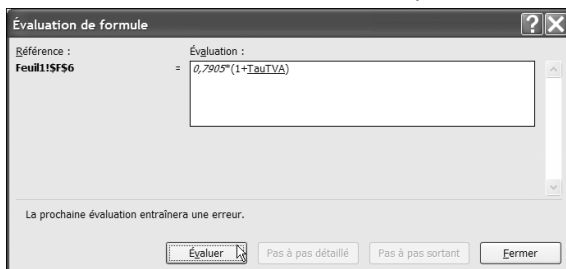 Évaluation de formule
Référence :
Évaluation :
Feuil1!$F$6
=
0,7905*(1+TauTVA)
La prochaine évaluation entraînera une erreur.
Évaluer
Pas à pas détaillé
Pas à pas sortant
Fermer